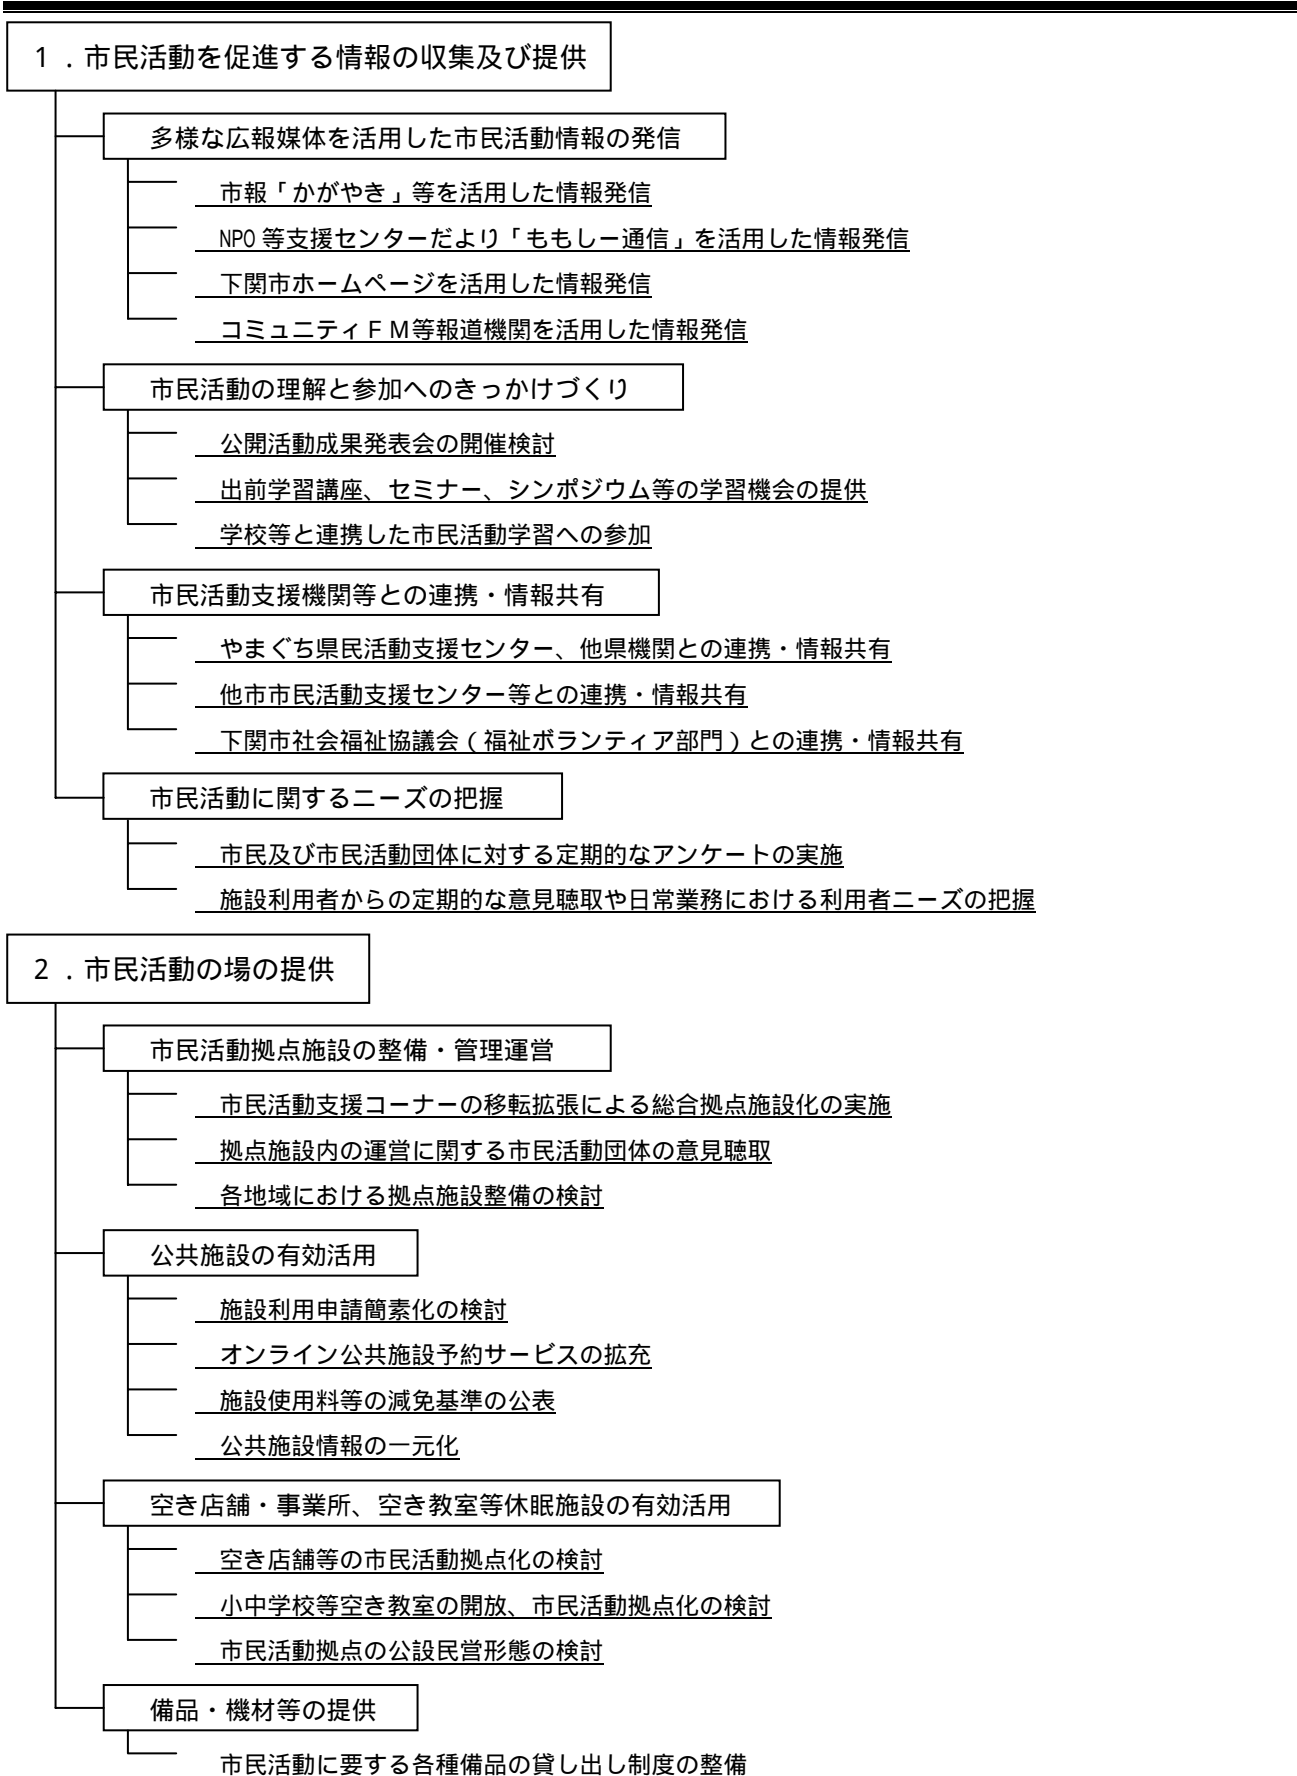 １．市民活動を促進する情報の収集及び提供
多様な広報媒体を活用した市民活動情報の発信
市報「かがやき」等を活用した情報発信
NPO 等支援センターだより「ももしー通信」を活用した情報発信
下関市ホームページを活用した情報発信
コミュニティＦＭ等報道機関を活用した情報発信
市民活動の理解と参加へのきっかけづくり
公開活動成果発表会の開催検討
出前学習講座、セミナー、シンポジウム等の学習機会の提供
学校等と連携した市民活動学習への参加
市民活動支援機関等との連携・情報共有
やまぐち県民活動支援センター、他県機関との連携・情報共有
他市市民活動支援センター等との連携・情報共有
下関市社会福祉協議会（福祉ボランティア部門）との連携・情報共有
市民活動に関するニーズの把握
市民及び市民活動団体に対する定期的なアンケートの実施
施設利用者からの定期的な意見聴取や日常業務における利用者ニーズの把握
２．市民活動の場の提供
市民活動拠点施設の整備・管理運営
市民活動支援コーナーの移転拡張による総合拠点施設化の実施
拠点施設内の運営に関する市民活動団体の意見聴取
各地域における拠点施設整備の検討
公共施設の有効活用
施設利用申請簡素化の検討
オンライン公共施設予約サービスの拡充
施設使用料等の減免基準の公表
公共施設情報の一元化
空き店舗・事業所、空き教室等休眠施設の有効活用
空き店舗等の市民活動拠点化の検討
小中学校等空き教室の開放、市民活動拠点化の検討
市民活動拠点の公設民営形態の検討
備品・機材等の提供
市民活動に要する各種備品の貸し出し制度の整備